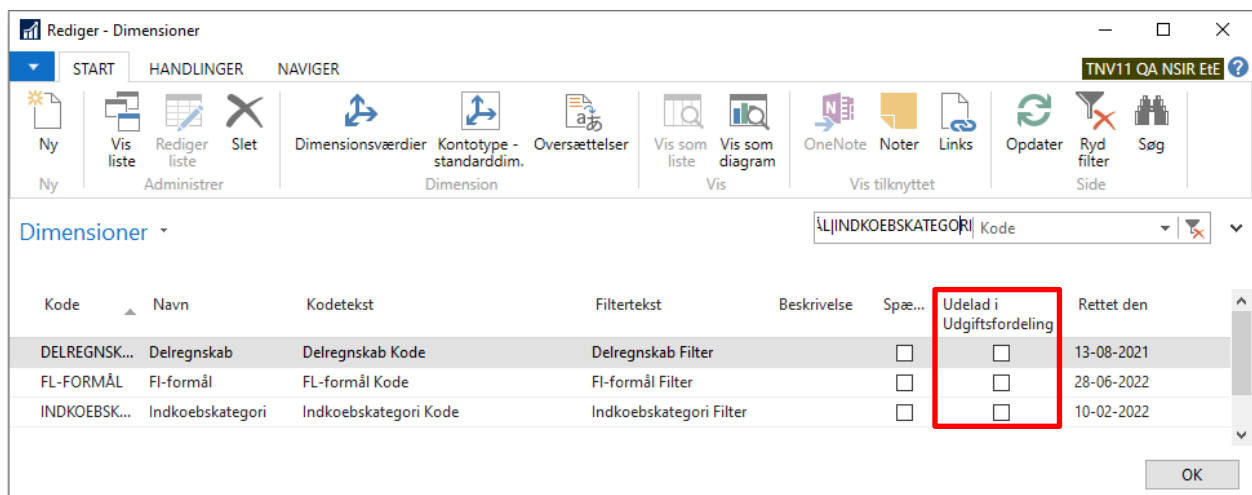 Rediger - Dimensioner
START HANDLINGER NAVIGER
TNV11 QA NSIR EtE
Ny
Vis liste
Rediger liste
Slet
Dimensionsværdier
Kontotype - standarddim.
Oversættelser
Vis som liste
Vis som diagram
OneNote
Noter
Links
Opdater
Ryd filter
Søg
Ny Administrer Dimension Vis Vis tilknyttet Side
Dimensioner
ÅL|INDKOEBSKATEGORI Kode
Kode Navn Kodetekst Filtertekst Beskrivelse Spæ... Udelad i Udgiftsfordeling Rettet den
DELREGNSK... Delregnskab Delregnskab Kode Delregnskab Filter 13-08-2021
FL-FORMÅL Fl-formål FL-formål Kode Fl-formål Filter 28-06-2022
INDKOEBSK... Indkoebskategori Indkoebskategori Kode Indkoebskategori Filter 10-02-2022
OK